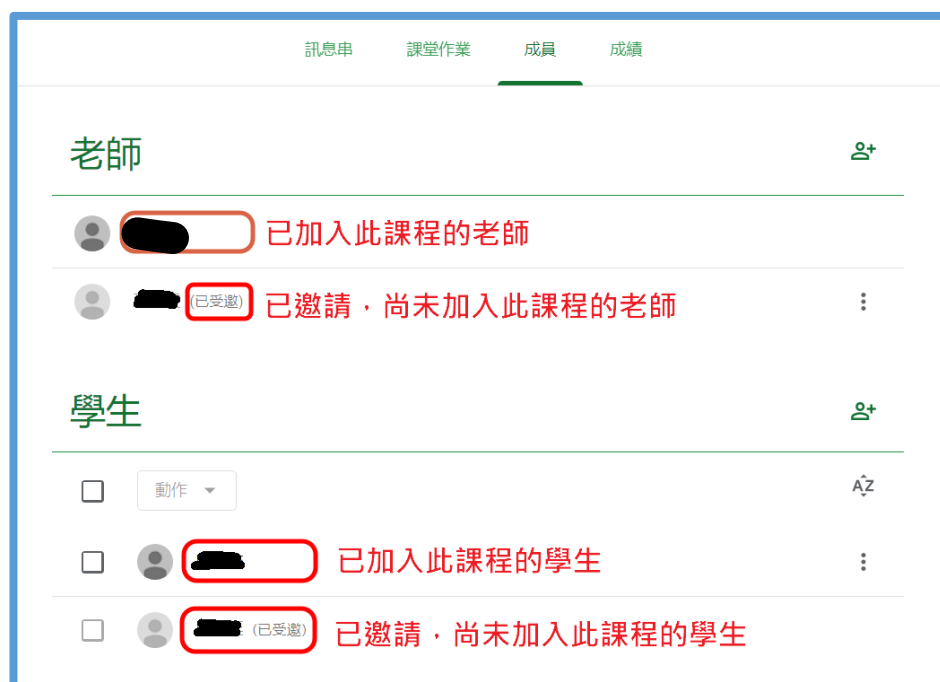 訊息串 課堂作業 成員 成績
老師
已加入此課程的老師
(已受邀) 已邀請，尚未加入此課程的老師
學生
動作 AZ
已加入此課程的學生
(已受邀) 已邀請，尚未加入此課程的學生